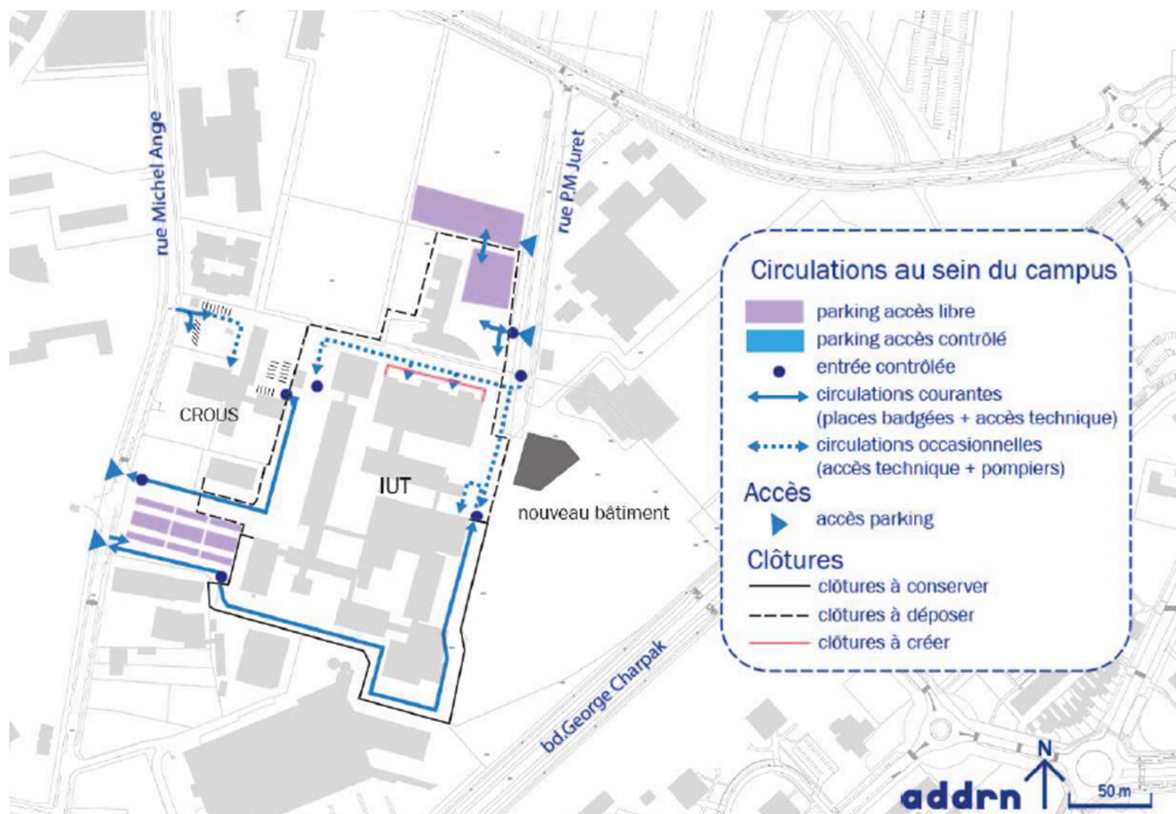 rue Michel Ange
rue P.M Juret
CROUS
IUT
nouveau bâtiment
bd.George Charpak
Circulations au sein du campus
parking accès libre
parking accès contrôlé
entrée contrôlée
circulations courantes
(places badgées + accès technique)
circulations occasionnelles
(accès technique + pompiers)
Accès
accès parking
Clôtures
clôtures à conserver
clôtures à déposer
clôtures à créer
addrn
N
50 m